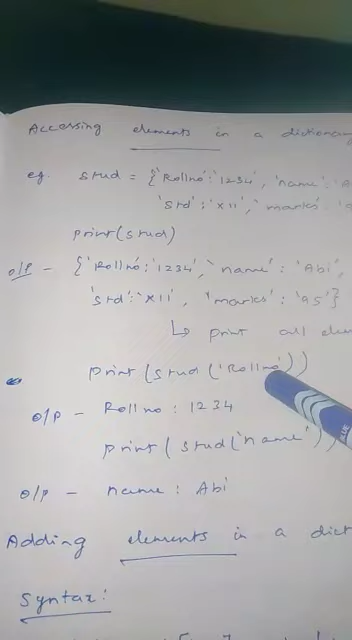 Accessing elements in a dictionary
eg. stud = {'Rollno':'1234', 'name':'A
'std':'XII', 'marks':
print(stud)
o/p - {'Rollno':'1234', 'name':'Abi',
'std':'XII', 'marks':'95'}
↳ print all ele
print (stud ('Rollno'))
o/p - Rollno : 1234
print (stud('name'))
o/p - name : Abi
Adding elements in a dict
Syntax: